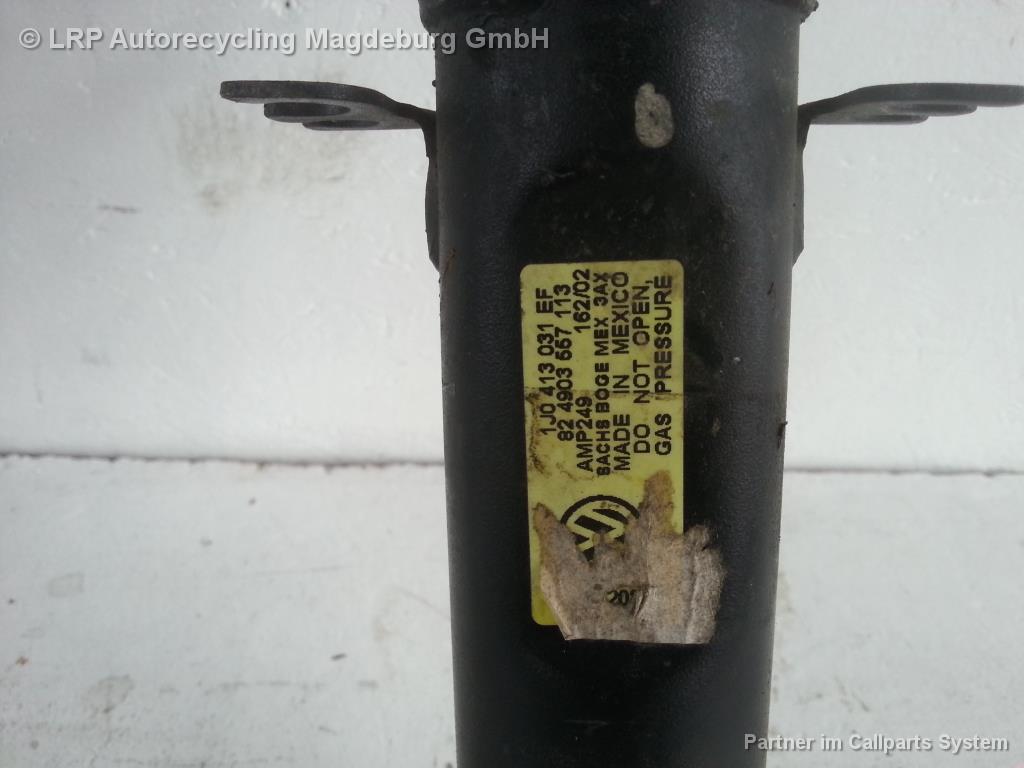 © LRP Autorecycling Magdeburg GmbH
1J0 413 031 EF
82 4903 557 113
AMP249 162/02
SACHS BOGE MEX 3AX
MADE IN MEXICO
DO NOT OPEN,
GAS PRESSURE
Partner im Callparts System